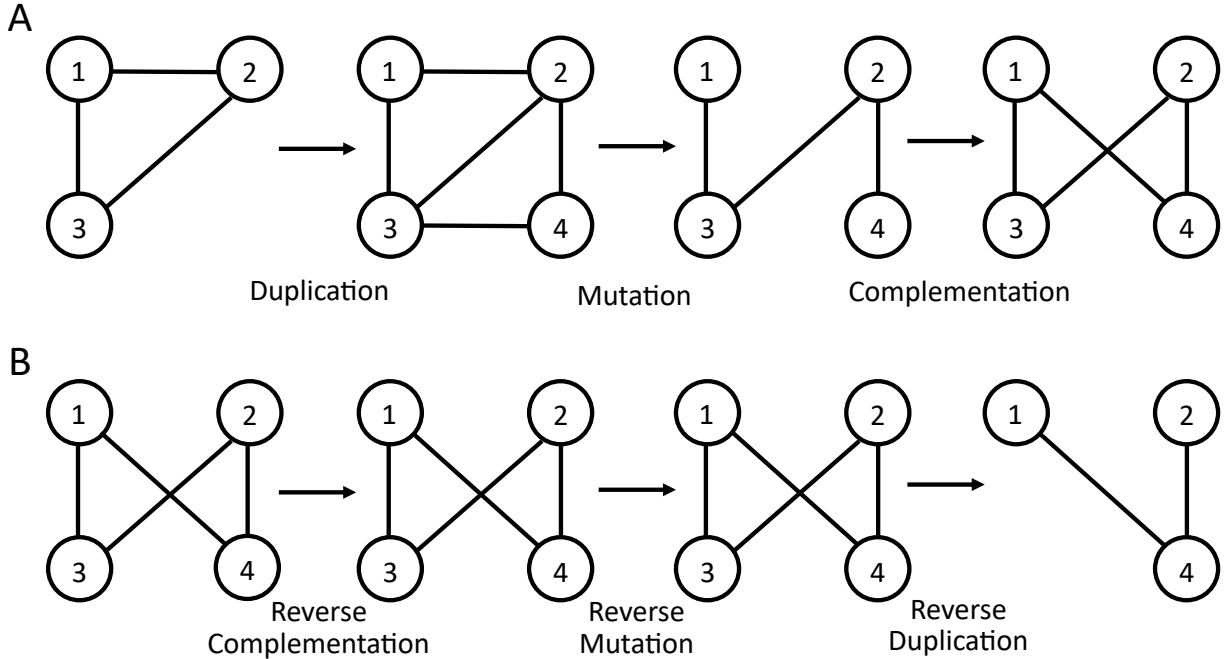 A
1 2 1 2 1 2 1 2
3 3 4 3 4 3 4
Duplication Mutation Complementation
B
1 2 1 2 1 2 1 2
3 4 3 4 3 4 4
Reverse Reverse Reverse
Complementation Mutation Duplication